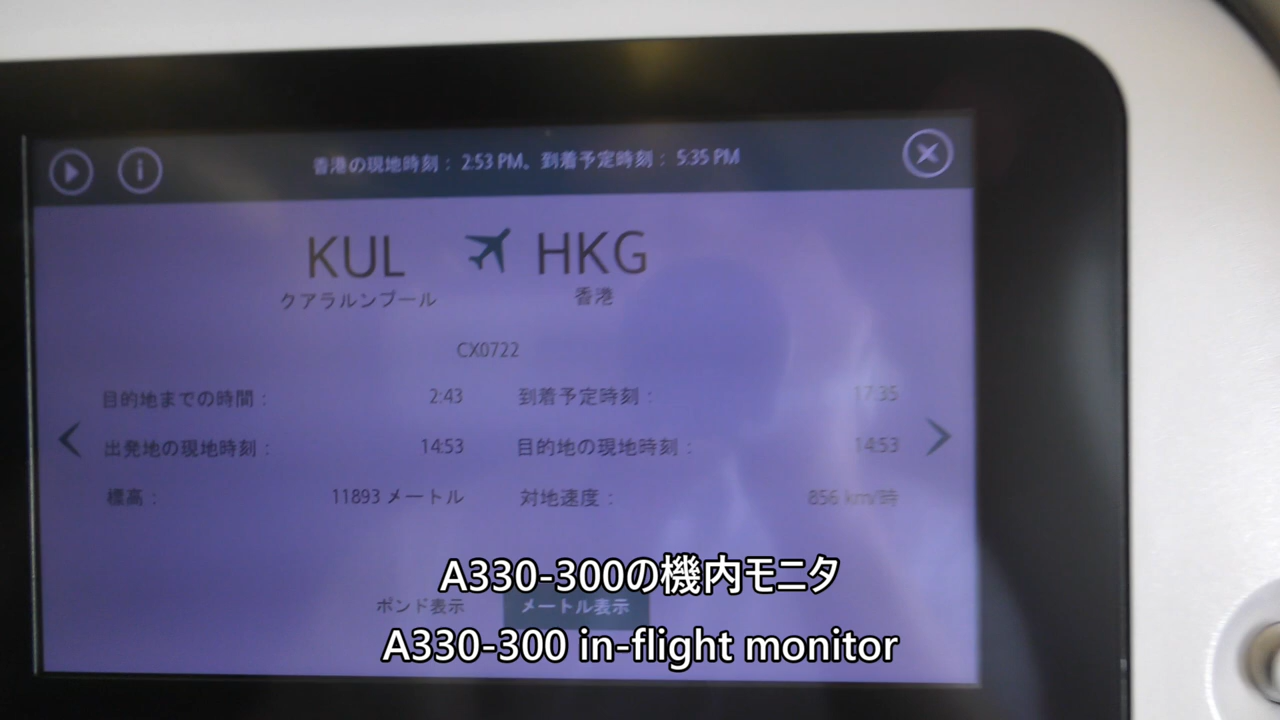 香港の現地時刻： 2:53 PM。到着予定時刻： 5:35 PM
KUL HKG
クアラルンプール 香港
CX0722
目的地までの時間： 2:43 到着予定時刻： 17:35
出発地の現地時刻： 14:53 目的地の現地時刻： 14:53
標高： 11893 メートル 対地速度： 856 km/時
A330-300の機内モニタ
ポンド表示 メートル表示
A330-300 in-flight monitor